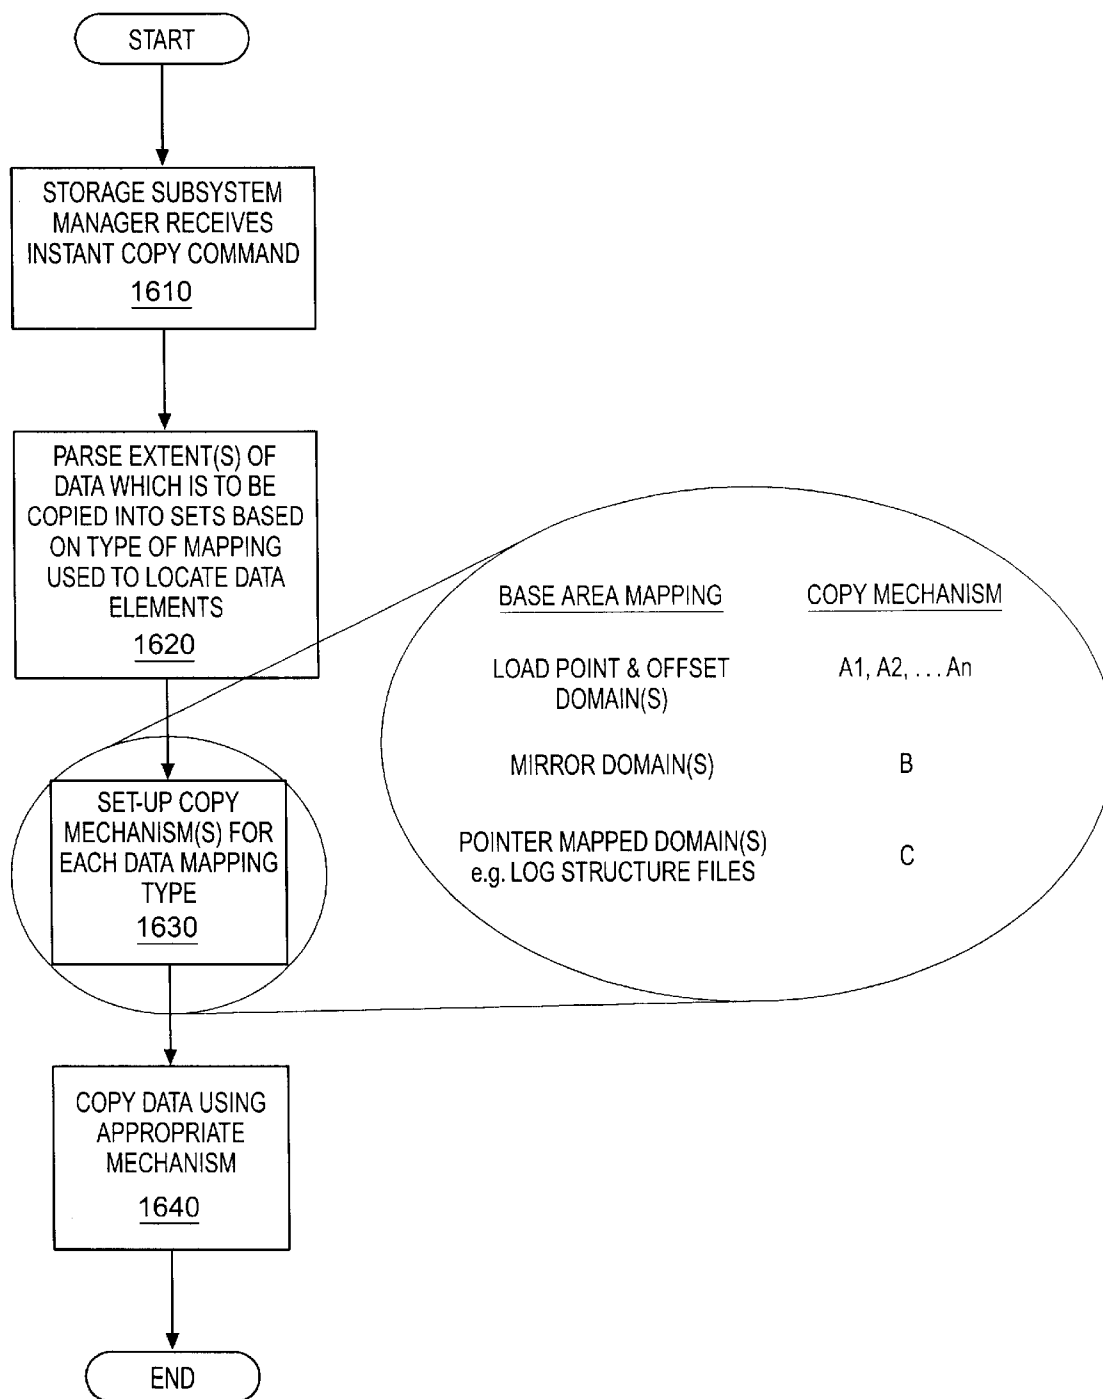 START
STORAGE SUBSYSTEM
MANAGER RECEIVES
INSTANT COPY COMMAND
1610
PARSE EXTENT(S) OF
DATA WHICH IS TO BE
COPIED INTO SETS BASED
ON TYPE OF MAPPING
USED TO LOCATE DATA
ELEMENTS
1620
SET-UP COPY
MECHANISM(S) FOR
EACH DATA MAPPING
TYPE
1630
BASE AREA MAPPING COPY MECHANISM
LOAD POINT & OFFSET A1, A2, . . . An
DOMAIN(S)
MIRROR DOMAIN(S) B
POINTER MAPPED DOMAIN(S) C
e.g. LOG STRUCTURE FILES
COPY DATA USING
APPROPRIATE
MECHANISM
1640
END